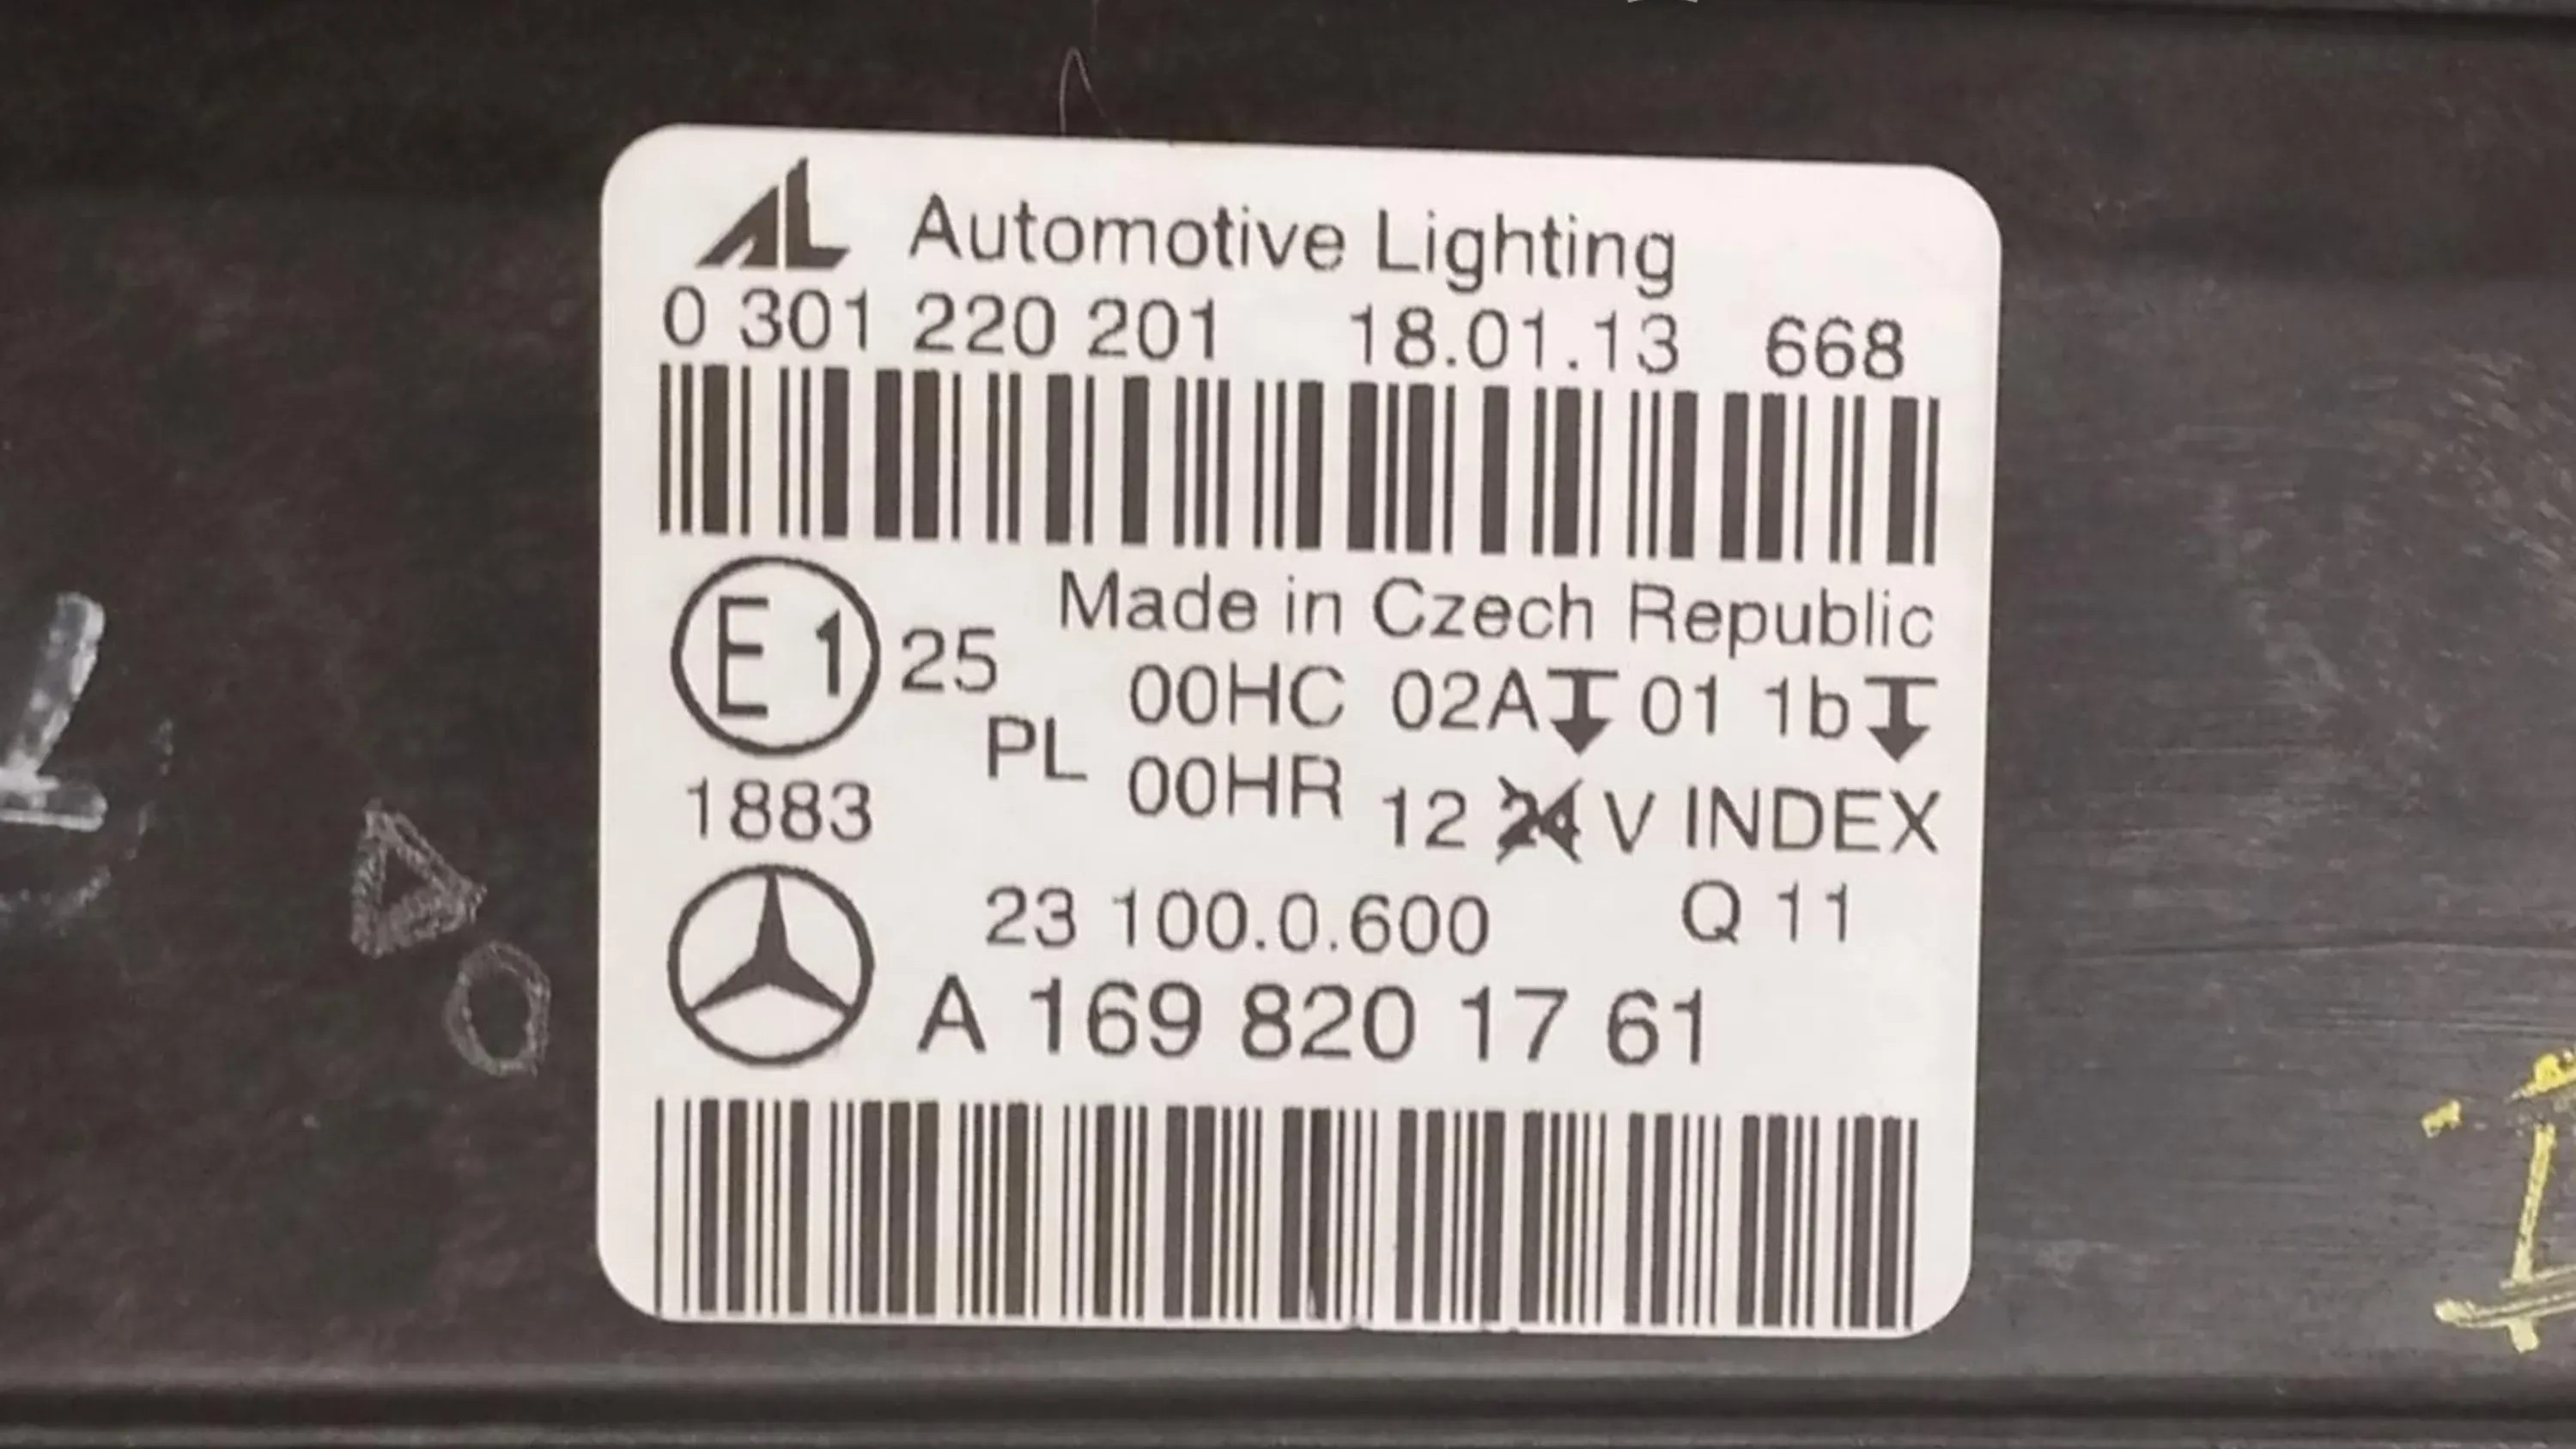 AL Automotive Lighting
0 301 220 201 18.01.13 668
Made in Czech Republic
E1 25
00HC 02A 01 1b
PL
00HR 12 24 V INDEX
1883
23 100.0.600 Q 11
A 169 820 17 61